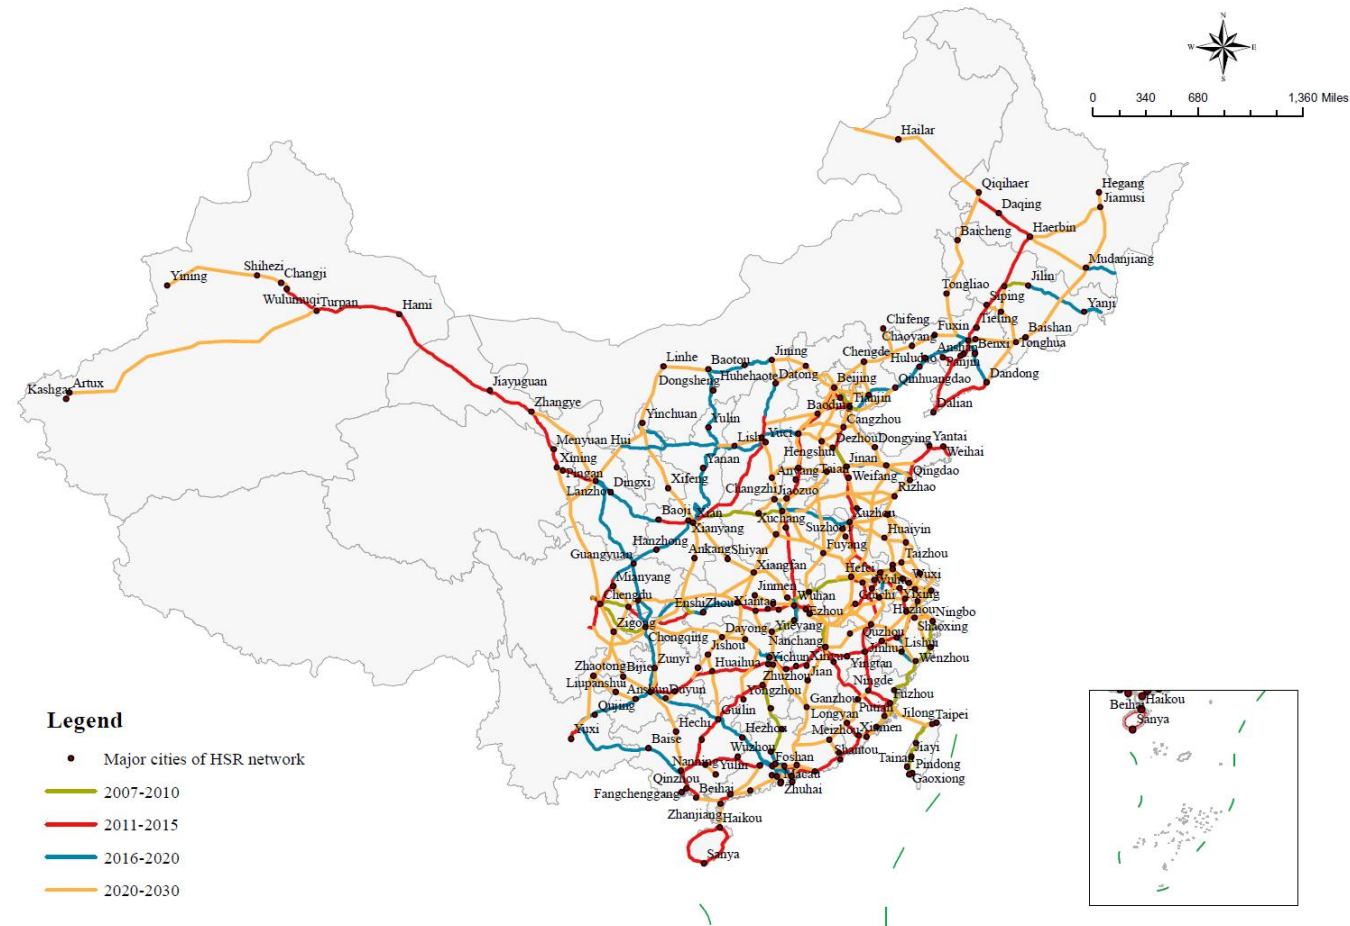 N
W E
S
0 340 680 1,360 Miles
Hailar
Qiqihaer
Hegang
Jiamusi
Daqing
Haerbin
Baicheng
Mudanjiang
Shihezi
Changji
Yining
Tongliao
Jilin
Wulumuqi
Turpan
Hami
Siping
Yanji
Chifeng
Fuxin
Tieling
Baishan
Chaoyang
Anshan
Benxi
Tonghua
Linhe
Baotou
Jining
Chengde
Huludao
Panjin
Dongsheng
Huhehaote
Datong
Beijing
Qinhuangdao
Dandong
Kashgar
Artux
Jiayuguan
Tianjin
Zhangye
Yinchuan
Yulin
Baoding
Cangzhou
Dalian
Menyuan Hui
Lishi
Yuci
Dezhou
Dongying
Yantai
Hengshui
Weihai
Xining
Yanan
Jinan
Pingan
Anyang
Taian
Weifang
Qingdao
Lanzhou
Dingxi
Xifeng
Changzhi
Jiaozuo
Rizhao
Baoji
Xian
Xuchang
Xuzhou
Xianyang
Suzhou
Huaiyin
Hanzhong
Fuyang
Guangyuan
Ankang
Shiyan
Taizhou
Xiangfan
Hefei
Mianyang
Jinmen
Wuhu
Wuxi
Chengdu
Enshi
Zhou
Xiantao
Wuhan
Guichi
Yixing
Ezhou
Huzhou
Ningbo
Zigong
Yueyang
Shaoxing
Chongqing
Dayong
Nanchang
Quzhou
Jishou
Lishui
Jinhua
Zhaotong
Bijie
Zunyi
Huaihua
Yichun
Xinyu
Yingtan
Wenzhou
Liupanshui
Zhuzhou
Jian
Anshun
Duyun
Yongzhou
Ningde
Ganzhou
Fuzhou
Qujing
Guilin
Putian
Longyan
Jilong
Taipei
Yuxi
Hechi
Hezhou
Meizhou
Xiamen
Baise
Wuzhou
Foshan
Shantou
Jiayi
Nanning
Yulin
Tainan
Pindong
Qinzhou
Macau
Gaoxiong
Fangchenggang
Beihai
Zhuhai
Zhanjiang
Haikou
Sanya
Beihai
Haikou
Sanya
Legend
Major cities of HSR network
2007-2010
2011-2015
2016-2020
2020-2030